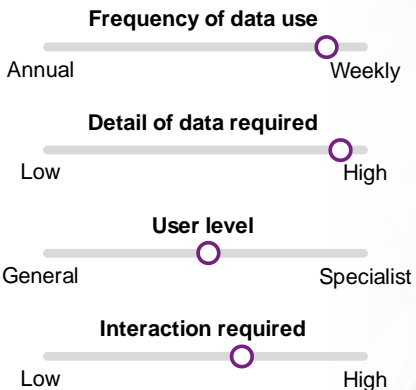 Frequency of data use
Annual Weekly
Detail of data required
Low High
User level
General Specialist
Interaction required
Low High